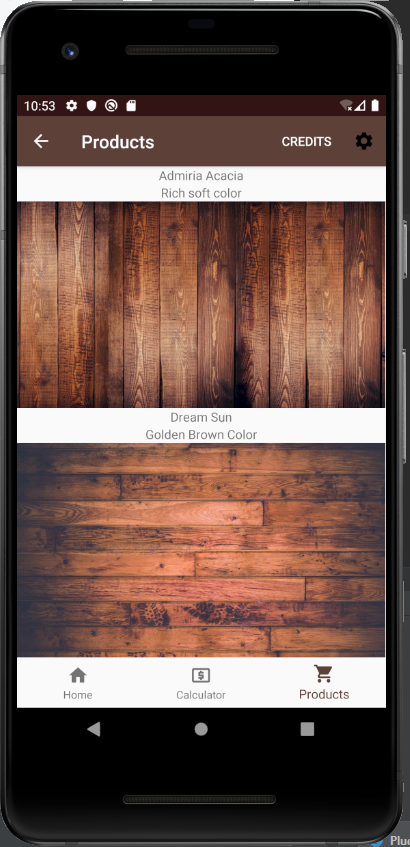 10:53
Products CREDITS
Admiria Acacia
Rich soft color
Dream Sun
Golden Brown Color
Home Calculator Products